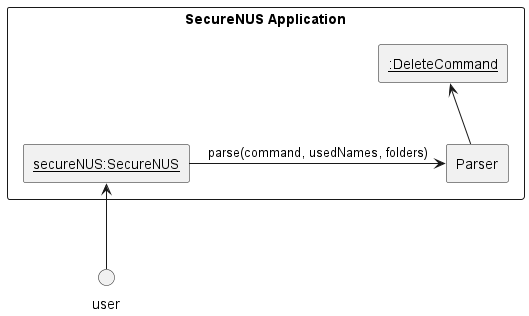 SecureNUS Application
:DeleteCommand
parse(command, usedNames, folders)
secureNUS:SecureNUS
Parser
user